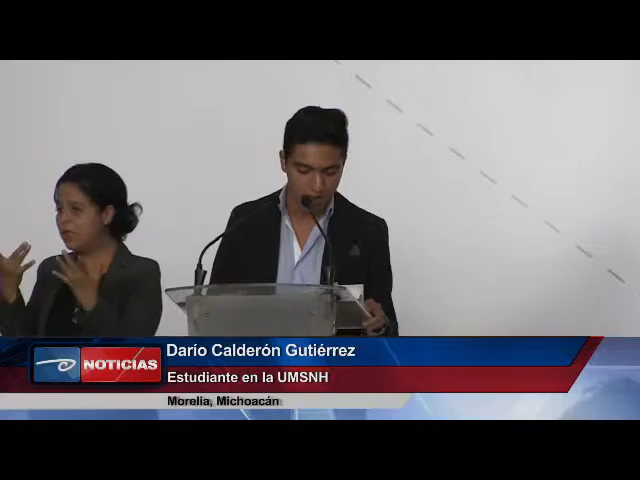 Darío Calderón Gutiérrez
NOTICIAS
Estudiante en la UMSNH
Morelia, Michoacán